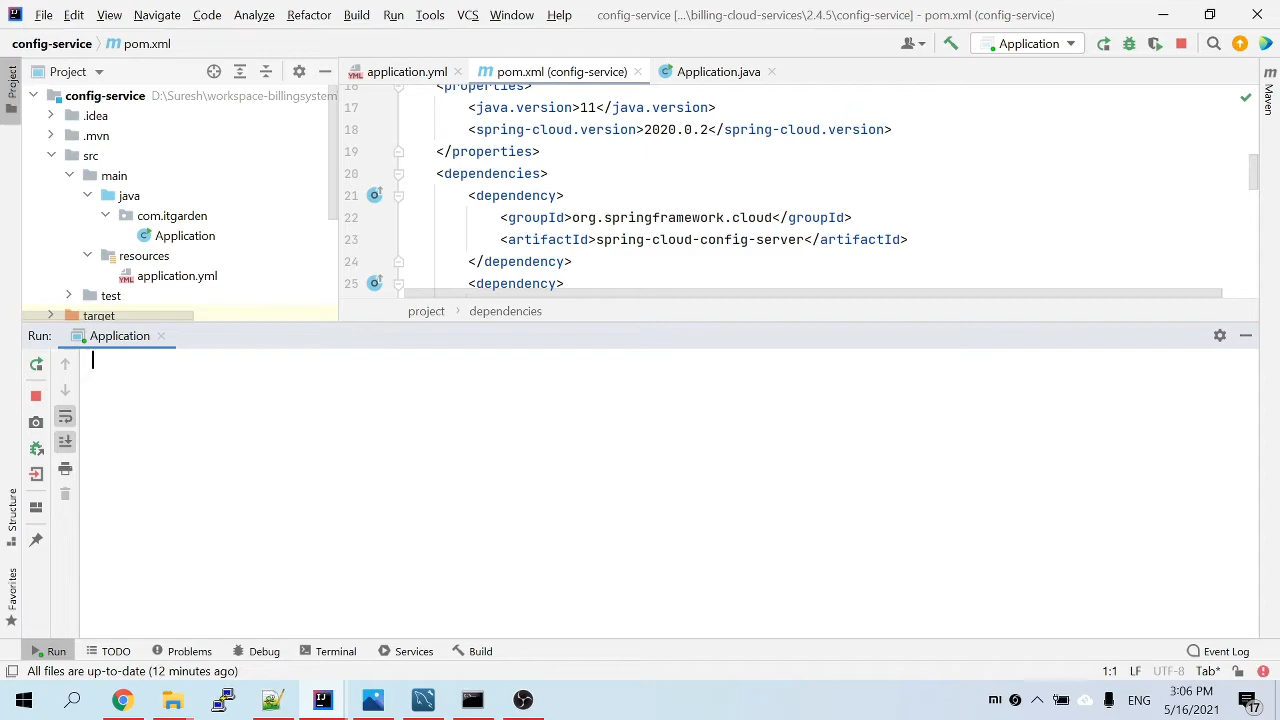 File Edit View Navigate Code Analyze Refactor Build Run Tools VCS Window Help config-service [...\billing-cloud-services\2.4.5\config-service] - pom.xml (config-service)
config-service pom.xml Application
Project application.yml pom.xml (config-service) Application.java
config-service D:\Suresh\workspace-billingsystem
.idea
.mvn
src
main
java
com.itgarden
Application
resources
application.yml
test
target
16 <properties>
17 <java.version>11</java.version>
18 <spring-cloud.version>2020.0.2</spring-cloud.version>
19 </properties>
20 <dependencies>
21 <dependency>
22 <groupId>org.springframework.cloud</groupId>
23 <artifactId>spring-cloud-config-server</artifactId>
24 </dependency>
25 <dependency>
project dependencies
Project
Structure
Favorites
Maven
Run: Application
Run TODO Problems Debug Terminal Services Build Event Log
All files are up-to-date (12 minutes ago) 1:1 LF UTF-8 Tab*
ENG
:06 PM
5/16/2021
17